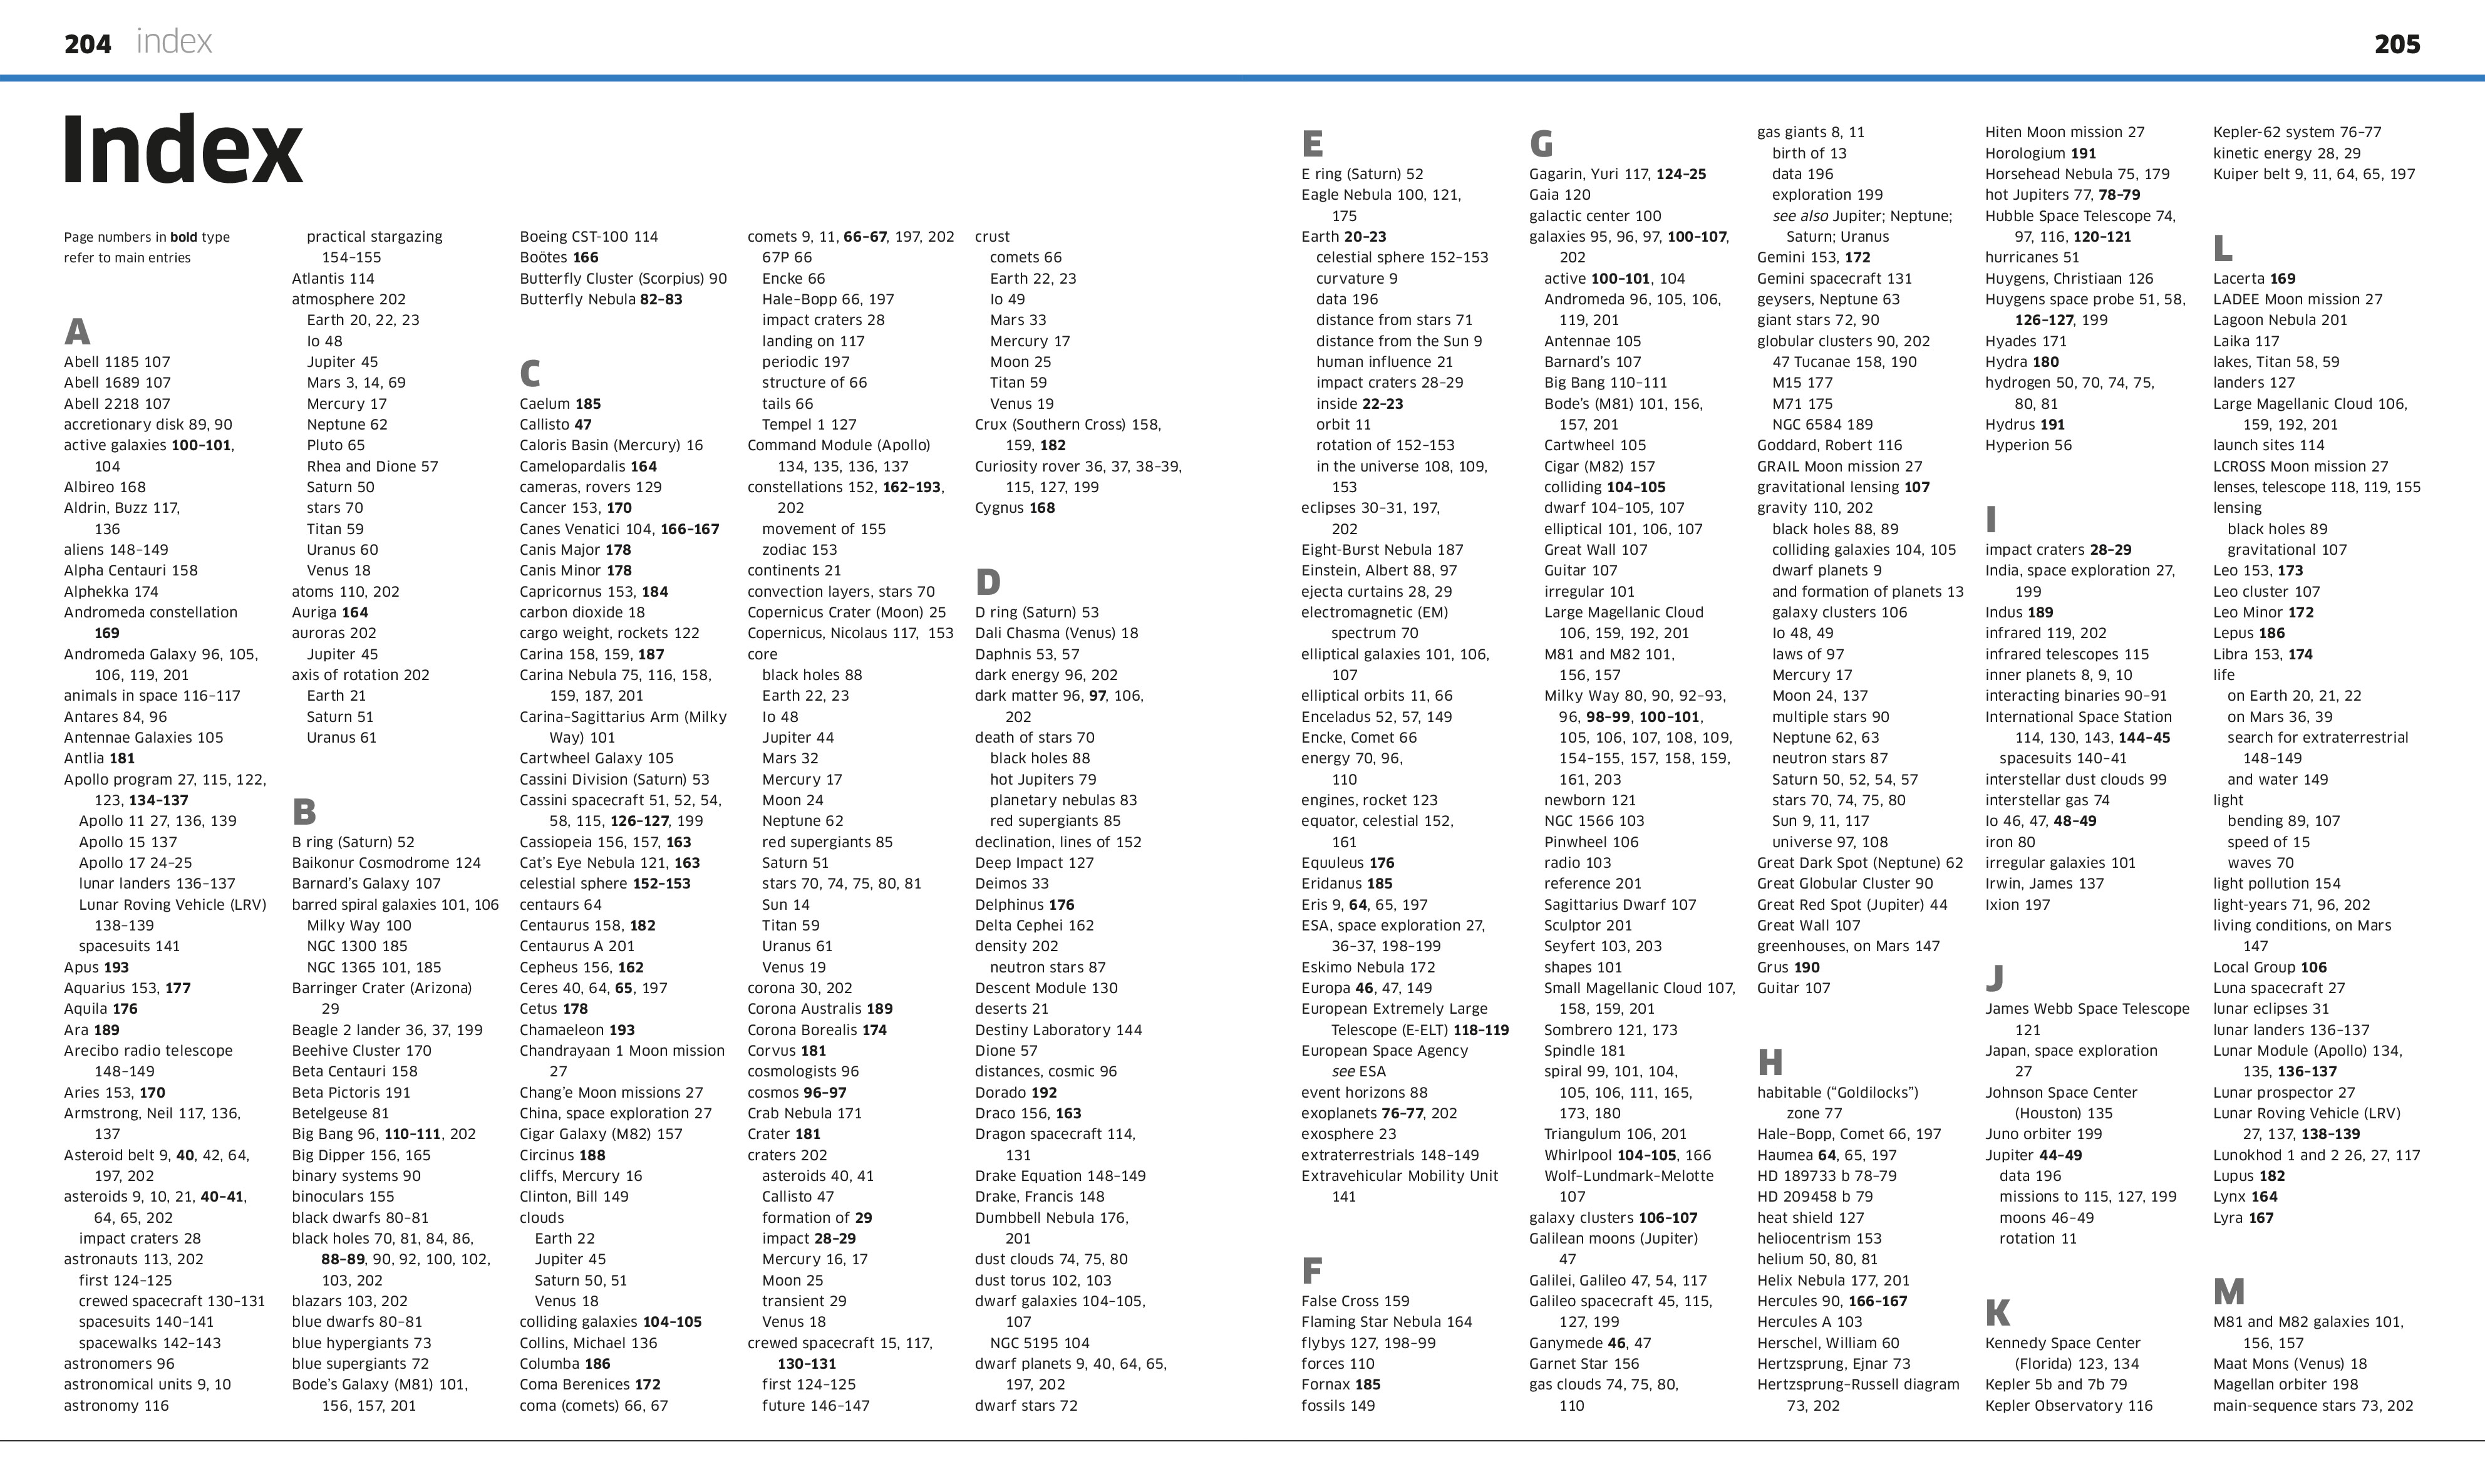 204 index
205
Index
Page numbers in bold type
refer to main entries
A
Abell 1185 107
Abell 1689 107
Abell 2218 107
accretionary disk 89, 90
active galaxies 100–101,
104
Albireo 168
Aldrin, Buzz 117,
136
aliens 148–149
Alpha Centauri 158
Alphekka 174
Andromeda constellation
169
Andromeda Galaxy 96, 105,
106, 119, 201
animals in space 116–117
Antares 84, 96
Antennae Galaxies 105
Antlia 181
Apollo program 27, 115, 122,
123, 134–137
Apollo 11 27, 136, 139
Apollo 15 137
Apollo 17 24–25
lunar landers 136–137
Lunar Roving Vehicle (LRV)
138–139
spacesuits 141
Apus 193
Aquarius 153, 177
Aquila 176
Ara 189
Arecibo radio telescope
148–149
Aries 153, 170
Armstrong, Neil 117, 136,
137
Asteroid belt 9, 40, 42, 64,
197, 202
asteroids 9, 10, 21, 40–41,
64, 65, 202
impact craters 28
astronauts 113, 202
first 124–125
crewed spacecraft 130–131
spacesuits 140–141
spacewalks 142–143
astronomers 96
astronomical units 9, 10
astronomy 116
practical stargazing
154–155
Atlantis 114
atmosphere 202
Earth 20, 22, 23
Io 48
Jupiter 45
Mars 3, 14, 69
Mercury 17
Neptune 62
Pluto 65
Rhea and Dione 57
Saturn 50
stars 70
Titan 59
Uranus 60
Venus 18
atoms 110, 202
Auriga 164
auroras 202
Jupiter 45
axis of rotation 202
Earth 21
Saturn 51
Uranus 61
B
B ring (Saturn) 52
Baikonur Cosmodrome 124
Barnard's Galaxy 107
barred spiral galaxies 101, 106
Milky Way 100
NGC 1300 185
NGC 1365 101, 185
Barringer Crater (Arizona)
29
Beagle 2 lander 36, 37, 199
Beehive Cluster 170
Beta Centauri 158
Beta Pictoris 191
Betelgeuse 81
Big Bang 96, 110–111, 202
Big Dipper 156, 165
binary systems 90
binoculars 155
black dwarfs 80–81
black holes 70, 81, 84, 86,
88–89, 90, 92, 100, 102,
103, 202
blazars 103, 202
blue dwarfs 80–81
blue hypergiants 73
blue supergiants 72
Bode's Galaxy (M81) 101,
156, 157, 201
Boeing CST-100 114
Boötes 166
Butterfly Cluster (Scorpius) 90
Butterfly Nebula 82–83
C
Caelum 185
Callisto 47
Caloris Basin (Mercury) 16
Camelopardalis 164
cameras, rovers 129
Cancer 153, 170
Canes Venatici 104, 166–167
Canis Major 178
Canis Minor 178
Capricornus 153, 184
carbon dioxide 18
cargo weight, rockets 122
Carina 158, 159, 187
Carina Nebula 75, 116, 158,
159, 187, 201
Carina–Sagittarius Arm (Milky
Way) 101
Cartwheel Galaxy 105
Cassini Division (Saturn) 53
Cassini spacecraft 51, 52, 54,
58, 115, 126–127, 199
Cassiopeia 156, 157, 163
Cat's Eye Nebula 121, 163
celestial sphere 152–153
centaurs 64
Centaurus 158, 182
Centaurus A 201
Cepheus 156, 162
Ceres 40, 64, 65, 197
Cetus 178
Chamaeleon 193
Chandrayaan 1 Moon mission
27
Chang'e Moon missions 27
China, space exploration 27
Cigar Galaxy (M82) 157
Circinus 188
cliffs, Mercury 16
Clinton, Bill 149
clouds
Earth 22
Jupiter 45
Saturn 50, 51
Venus 18
colliding galaxies 104–105
Collins, Michael 136
Columba 186
Coma Berenices 172
coma (comets) 66, 67
comets 9, 11, 66–67, 197, 202
67P 66
Encke 66
Hale–Bopp 66, 197
impact craters 28
landing on 117
periodic 197
structure of 66
tails 66
Tempel 1 127
Command Module (Apollo)
134, 135, 136, 137
constellations 152, 162–193,
202
movement of 155
zodiac 153
continents 21
convection layers, stars 70
Copernicus Crater (Moon) 25
Copernicus, Nicolaus 117, 153
core
black holes 88
Earth 22, 23
Io 48
Jupiter 44
Mars 32
Mercury 17
Moon 24
Neptune 62
red supergiants 85
Saturn 51
stars 70, 74, 75, 80, 81
Sun 14
Titan 59
Uranus 61
Venus 19
corona 30, 202
Corona Australis 189
Corona Borealis 174
Corvus 181
cosmologists 96
cosmos 96–97
Crab Nebula 171
Crater 181
craters 202
asteroids 40, 41
Callisto 47
formation of 29
impact 28–29
Mercury 16, 17
Moon 25
transient 29
Venus 18
crewed spacecraft 15, 117,
130–131
first 124–125
future 146–147
crust
comets 66
Earth 22, 23
Io 49
Mars 33
Mercury 17
Moon 25
Titan 59
Venus 19
Crux (Southern Cross) 158,
159, 182
Curiosity rover 36, 37, 38–39,
115, 127, 199
Cygnus 168
D
D ring (Saturn) 53
Dali Chasma (Venus) 18
Daphnis 53, 57
dark energy 96, 202
dark matter 96, 97, 106,
202
death of stars 70
black holes 88
hot Jupiters 79
planetary nebulas 83
red supergiants 85
declination, lines of 152
Deep Impact 127
Deimos 33
Delphinus 176
Delta Cephei 162
density 202
neutron stars 87
Descent Module 130
deserts 21
Destiny Laboratory 144
Dione 57
distances, cosmic 96
Dorado 192
Draco 156, 163
Dragon spacecraft 114,
131
Drake Equation 148–149
Drake, Francis 148
Dumbbell Nebula 176,
201
dust clouds 74, 75, 80
dust torus 102, 103
dwarf galaxies 104–105,
107
NGC 5195 104
dwarf planets 9, 40, 64, 65,
197, 202
dwarf stars 72
E
E ring (Saturn) 52
Eagle Nebula 100, 121,
175
Earth 20–23
celestial sphere 152–153
curvature 9
data 196
distance from stars 71
distance from the Sun 9
human influence 21
impact craters 28–29
inside 22–23
orbit 11
rotation of 152–153
in the universe 108, 109,
153
eclipses 30–31, 197,
202
Eight-Burst Nebula 187
Einstein, Albert 88, 97
ejecta curtains 28, 29
electromagnetic (EM)
spectrum 70
elliptical galaxies 101, 106,
107
elliptical orbits 11, 66
Enceladus 52, 57, 149
Encke, Comet 66
energy 70, 96,
110
engines, rocket 123
equator, celestial 152,
161
Equuleus 176
Eridanus 185
Eris 9, 64, 65, 197
ESA, space exploration 27,
36–37, 198–199
Eskimo Nebula 172
Europa 46, 47, 149
European Extremely Large
Telescope (E-ELT) 118–119
European Space Agency
see ESA
event horizons 88
exoplanets 76–77, 202
exosphere 23
extraterrestrials 148–149
Extravehicular Mobility Unit
141
F
False Cross 159
Flaming Star Nebula 164
flybys 127, 198–99
forces 110
Fornax 185
fossils 149
G
Gagarin, Yuri 117, 124–25
Gaia 120
galactic center 100
galaxies 95, 96, 97, 100–107,
202
active 100–101, 104
Andromeda 96, 105, 106,
119, 201
Antennae 105
Barnard's 107
Big Bang 110–111
Bode's (M81) 101, 156,
157, 201
Cartwheel 105
Cigar (M82) 157
colliding 104–105
dwarf 104–105, 107
elliptical 101, 106, 107
Great Wall 107
Guitar 107
irregular 101
Large Magellanic Cloud
106, 159, 192, 201
M81 and M82 101,
156, 157
Milky Way 80, 90, 92–93,
96, 98–99, 100–101,
105, 106, 107, 108, 109,
154–155, 157, 158, 159,
161, 203
newborn 121
NGC 1566 103
Pinwheel 106
radio 103
reference 201
Sagittarius Dwarf 107
Sculptor 201
Seyfert 103, 203
shapes 101
Small Magellanic Cloud 107,
158, 159, 201
Sombrero 121, 173
Spindle 181
spiral 99, 101, 104,
105, 106, 111, 165,
173, 180
Triangulum 106, 201
Whirlpool 104–105, 166
Wolf–Lundmark–Melotte
107
galaxy clusters 106–107
Galilean moons (Jupiter)
47
Galilei, Galileo 47, 54, 117
Galileo spacecraft 45, 115,
127, 199
Ganymede 46, 47
Garnet Star 156
gas clouds 74, 75, 80,
110
gas giants 8, 11
birth of 13
data 196
exploration 199
see also Jupiter; Neptune;
Saturn; Uranus
Gemini 153, 172
Gemini spacecraft 131
geysers, Neptune 63
giant stars 72, 90
globular clusters 90, 202
47 Tucanae 158, 190
M15 177
M71 175
NGC 6584 189
Goddard, Robert 116
GRAIL Moon mission 27
gravitational lensing 107
gravity 110, 202
black holes 88, 89
colliding galaxies 104, 105
dwarf planets 9
and formation of planets 13
galaxy clusters 106
Io 48, 49
laws of 97
Mercury 17
Moon 24, 137
multiple stars 90
Neptune 62, 63
neutron stars 87
Saturn 50, 52, 54, 57
stars 70, 74, 75, 80
Sun 9, 11, 117
universe 97, 108
Great Dark Spot (Neptune) 62
Great Globular Cluster 90
Great Red Spot (Jupiter) 44
Great Wall 107
greenhouses, on Mars 147
Grus 190
Guitar 107
H
habitable (“Goldilocks”)
zone 77
Hale–Bopp, Comet 66, 197
Haumea 64, 65, 197
HD 189733 b 78–79
HD 209458 b 79
heat shield 127
heliocentrism 153
helium 50, 80, 81
Helix Nebula 177, 201
Hercules 90, 166–167
Hercules A 103
Herschel, William 60
Hertzsprung, Ejnar 73
Hertzsprung–Russell diagram
73, 202
Hiten Moon mission 27
Horologium 191
Horsehead Nebula 75, 179
hot Jupiters 77, 78–79
Hubble Space Telescope 74,
97, 116, 120–121
hurricanes 51
Huygens, Christiaan 126
Huygens space probe 51, 58,
126–127, 199
Hyades 171
Hydra 180
hydrogen 50, 70, 74, 75,
80, 81
Hydrus 191
Hyperion 56
I
impact craters 28–29
India, space exploration 27,
199
Indus 189
infrared 119, 202
infrared telescopes 115
inner planets 8, 9, 10
interacting binaries 90–91
International Space Station
114, 130, 143, 144–45
spacesuits 140–41
interstellar dust clouds 99
interstellar gas 74
Io 46, 47, 48–49
iron 80
irregular galaxies 101
Irwin, James 137
Ixion 197
J
James Webb Space Telescope
121
Japan, space exploration
27
Johnson Space Center
(Houston) 135
Juno orbiter 199
Jupiter 44–49
data 196
missions to 115, 127, 199
moons 46–49
rotation 11
K
Kennedy Space Center
(Florida) 123, 134
Kepler 5b and 7b 79
Kepler Observatory 116
Kepler-62 system 76–77
kinetic energy 28, 29
Kuiper belt 9, 11, 64, 65, 197
L
Lacerta 169
LADEE Moon mission 27
Lagoon Nebula 201
Laika 117
lakes, Titan 58, 59
landers 127
Large Magellanic Cloud 106,
159, 192, 201
launch sites 114
LCROSS Moon mission 27
lenses, telescope 118, 119, 155
lensing
black holes 89
gravitational 107
Leo 153, 173
Leo cluster 107
Leo Minor 172
Lepus 186
Libra 153, 174
life
on Earth 20, 21, 22
on Mars 36, 39
search for extraterrestrial
148–149
and water 149
light
bending 89, 107
speed of 15
waves 70
light pollution 154
light-years 71, 96, 202
living conditions, on Mars
147
Local Group 106
Luna spacecraft 27
lunar eclipses 31
lunar landers 136–137
Lunar Module (Apollo) 134,
135, 136–137
Lunar prospector 27
Lunar Roving Vehicle (LRV)
27, 137, 138–139
Lunokhod 1 and 2 26, 27, 117
Lupus 182
Lynx 164
Lyra 167
M
M81 and M82 galaxies 101,
156, 157
Maat Mons (Venus) 18
Magellan orbiter 198
main-sequence stars 73, 202